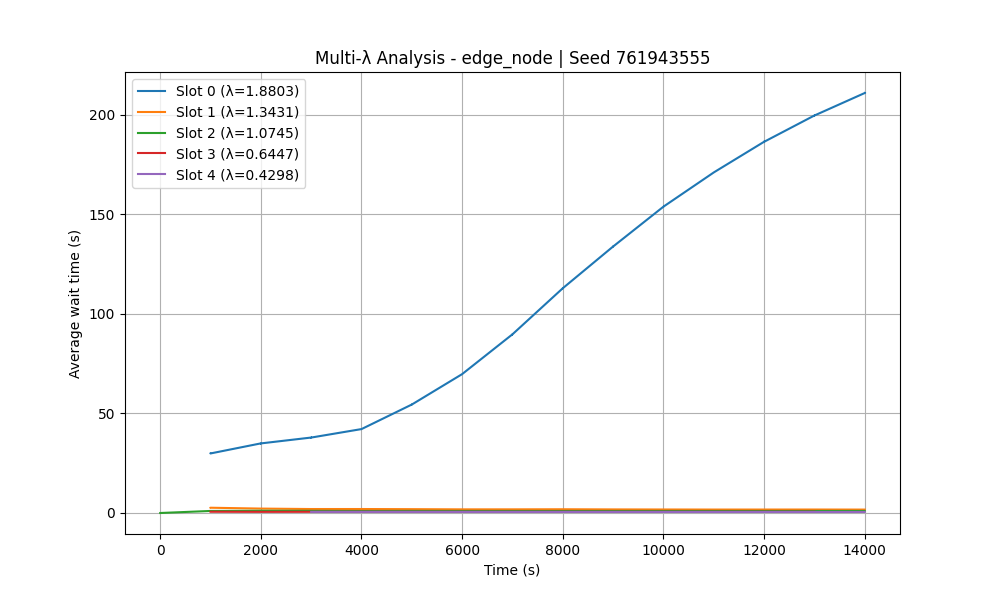 Multi-λ Analysis - edge_node | Seed 761943555
Slot 0 (λ=1.8803)
Slot 1 (λ=1.3431)
Slot 2 (λ=1.0745)
Slot 3 (λ=0.6447)
Slot 4 (λ=0.4298)
Average wait time (s)
200
150
100
50
0
0 2000 4000 6000 8000 10000 12000 14000
Time (s)